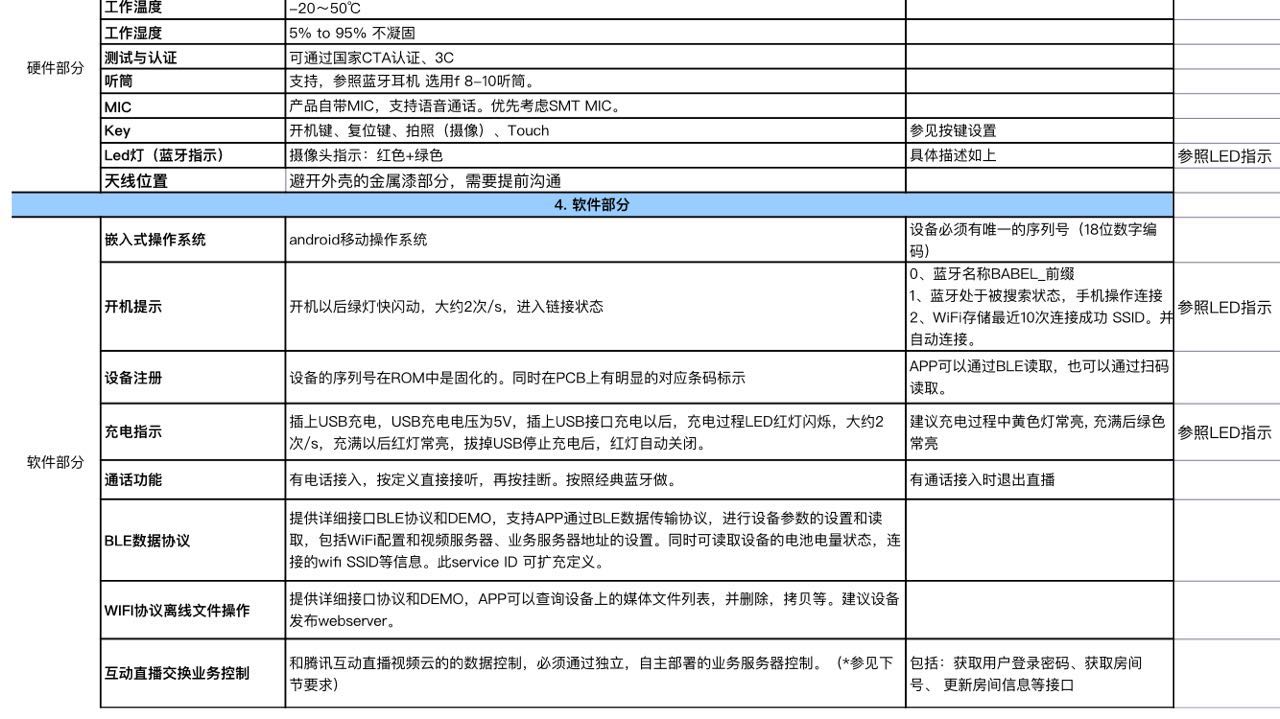 工作温度 -20～50℃
工作湿度 5% to 95% 不凝固
测试与认证 可通过国家CTA认证、3C
硬件部分
听筒 支持，参照蓝牙耳机 选用f 8-10听筒。
MIC 产品自带MIC，支持语音通话。优先考虑SMT MIC。
Key 开机键、复位键、拍照（摄像）、Touch 参见按键设置
Led灯（蓝牙指示） 摄像头指示：红色+绿色 具体描述如上 参照LED指示
天线位置 避开外壳的金属漆部分，需要提前沟通
4. 软件部分
嵌入式操作系统 android移动操作系统 设备必须有唯一的序列号（18位数字编
码）
开机提示 开机以后绿灯快闪动，大约2次/s，进入链接状态
0、蓝牙名称BABEL_前缀
1、蓝牙处于被搜索状态，手机操作连接
2、WiFi存储最近10次连接成功 SSID。并
自动连接。
参照LED指示
设备注册 设备的序列号在ROM中是固化的。同时在PCB上有明显的对应条码标示
APP可以通过BLE读取，也可以通过扫码
读取。
软件部分
充电指示
插上USB充电，USB充电电压为5V，插上USB接口充电以后，充电过程LED红灯闪烁，大约2
次/s，充满以后红灯常亮，拔掉USB停止充电后，红灯自动关闭。
建议充电过程中黄色灯常亮, 充满后绿色
常亮
参照LED指示
通话功能 有电话接入，按定义直接接听，再按挂断。按照经典蓝牙做。 有通话接入时退出直播
BLE数据协议
提供详细接口BLE协议和DEMO，支持APP通过BLE数据传输协议，进行设备参数的设置和读
取，包括WiFi配置和视频服务器、业务服务器地址的设置。同时可读取设备的电池电量状态，连
接的wifi SSID等信息。此service ID 可扩充定义。
WIFI协议离线文件操作
提供详细接口协议和DEMO，APP可以查询设备上的媒体文件列表，并删除，拷贝等。建议设备
发布webserver。
互动直播交换业务控制
和腾讯互动直播视频云的的数据控制，必须通过独立，自主部署的业务服务器控制。（*参见下
节要求）
包括：获取用户登录密码、获取房间
号、 更新房间信息等接口